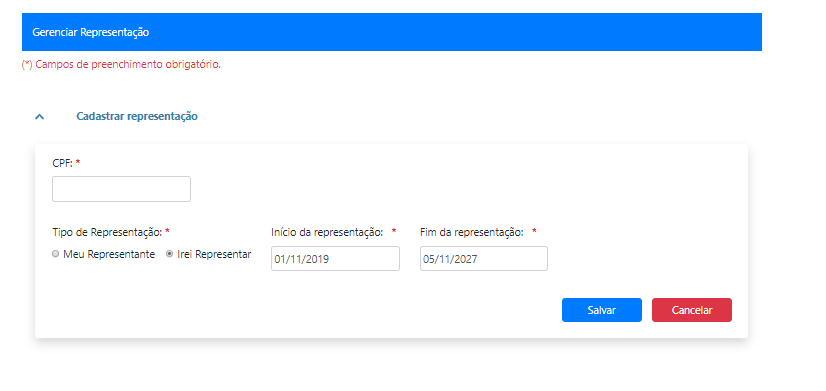 Gerenciar Representação
(*) Campos de preenchimento obrigatório.
Cadastrar representação
CPF: *
Tipo de Representação: * Início da representação: * Fim da representação: *
Meu Representante Irei Representar 01/11/2019 05/11/2027
Salvar Cancelar